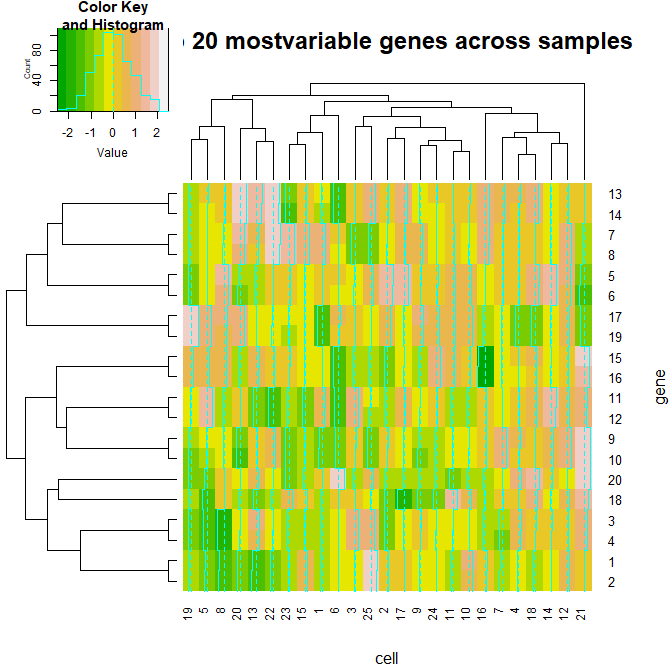 Color Key
and Histogram
20 mostvariable genes across samples
Count
0 40 80
-2 -1 0 1 2
Value
13
14
7
8
5
6
17
19
15
16
11
12
9
10
20
18
3
4
1
2
gene
19 5 8 20 13 22 23 15 1 6 3 25 2 17 9 24 11 10 16 7 4 18 14 12 21
cell